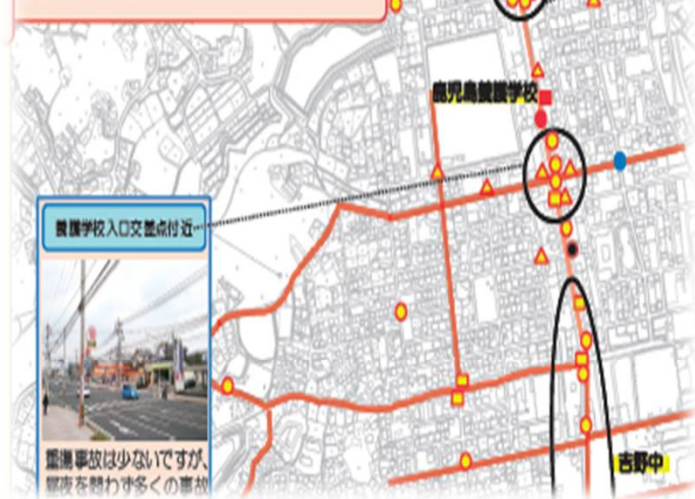 鹿児島養護学校
養護学校入口交差点付近
重傷事故は少ないですが、
昼夜を問わず多くの事故
吉野中